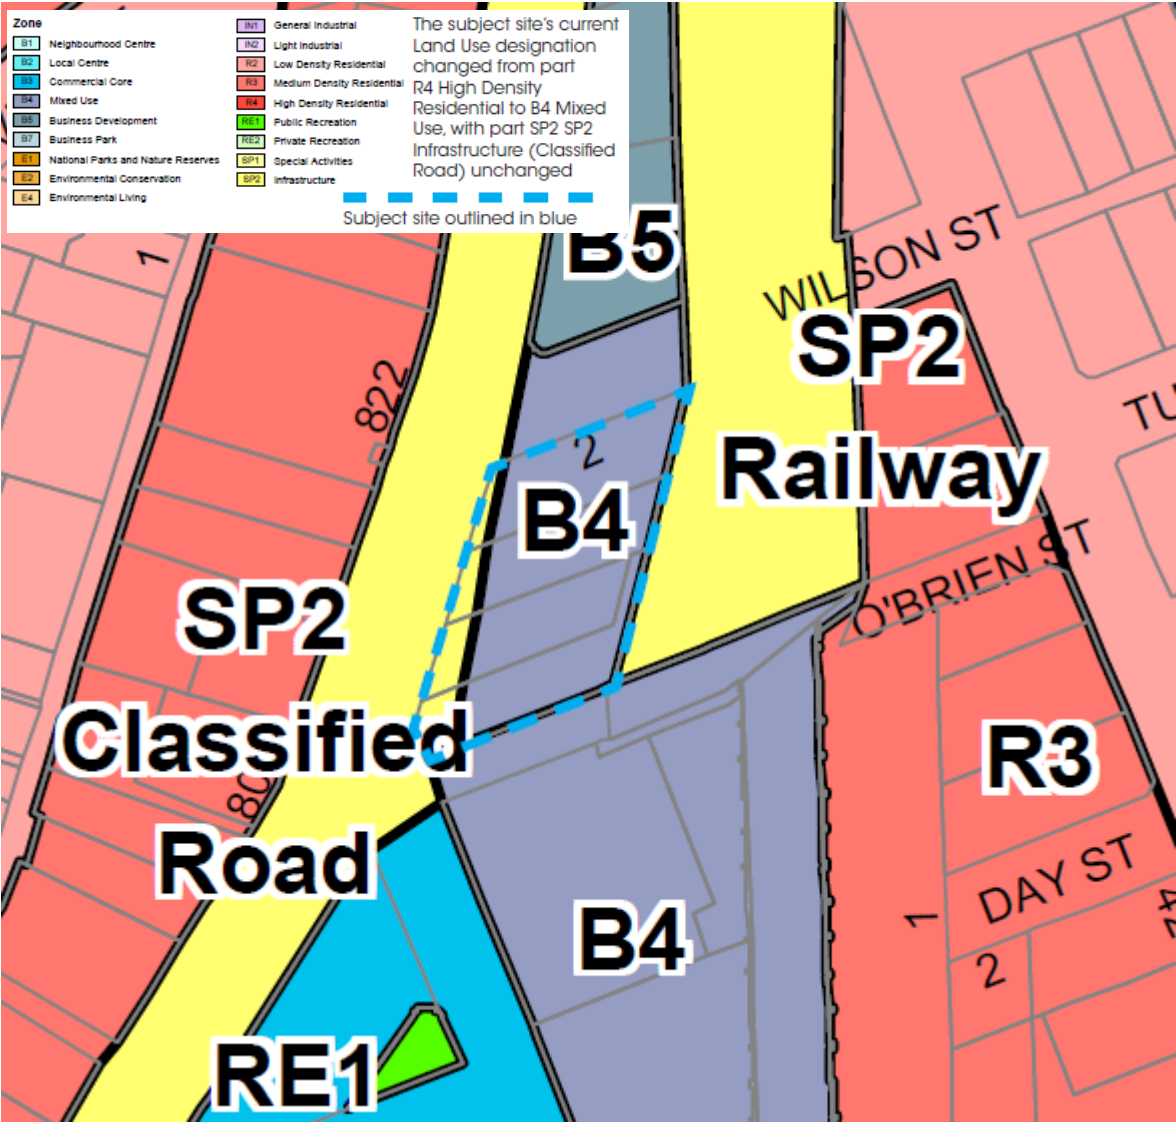 Zone
B1 Neighbourhood Centre
B2 Local Centre
B3 Commercial Core
B4 Mixed Use
B5 Business Development
B7 Business Park
E1 National Parks and Nature Reserves
E2 Environmental Conservation
E4 Environmental Living
IN1 General Industrial
IN2 Light Industrial
R2 Low Density Residential
R3 Medium Density Residential
R4 High Density Residential
RE1 Public Recreation
RE2 Private Recreation
SP1 Special Activities
SP2 Infrastructure
The subject site's current
Land Use designation
changed from part
R4 High Density
Residential to B4 Mixed
Use, with part SP2 SP2
Infrastructure (Classified
Road) unchanged
Subject site outlined in blue
B5
1
WILSON ST
SP2
Railway
822
TU
2
B4
O'BRIEN ST
SP2
Classified
Road
80
R3
DAY ST
1
42
2
B4
RE1